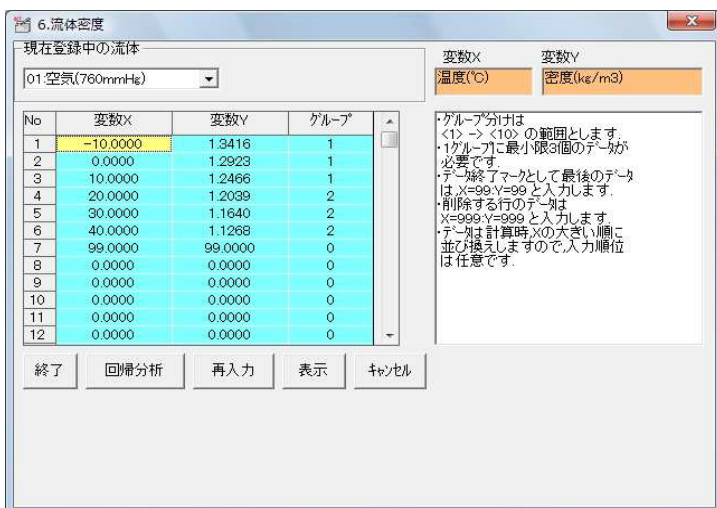 6.流体密度
現在登録中の流体
01:空気(760mmHg)
変数X 変数Y
温度(℃) 密度(kg/m3)
No 変数X 変数Y グループ
1 -10.0000 1.3416 1
2 0.0000 1.2923 1
3 10.0000 1.2466 1
4 20.0000 1.2039 2
5 30.0000 1.1640 2
6 40.0000 1.1268 2
7 99.0000 99.0000 0
8 0.0000 0.0000 0
9 0.0000 0.0000 0
10 0.0000 0.0000 0
11 0.0000 0.0000 0
12 0.0000 0.0000 0
・グループ分けは
<1> -> <10> の範囲とします.
・1グループに最小限3個のデータが
必要です.
・データ終了マークとして最後のデータ
は,X=99:Y=99 と入力します.
・削除する行のデータは
X=999:Y=999 と入力します.
・データは計算時,Xの大きい順に
並び換えしますので,入力順位
は任意です.
終了 回帰分析 再入力 表示 キャンセル